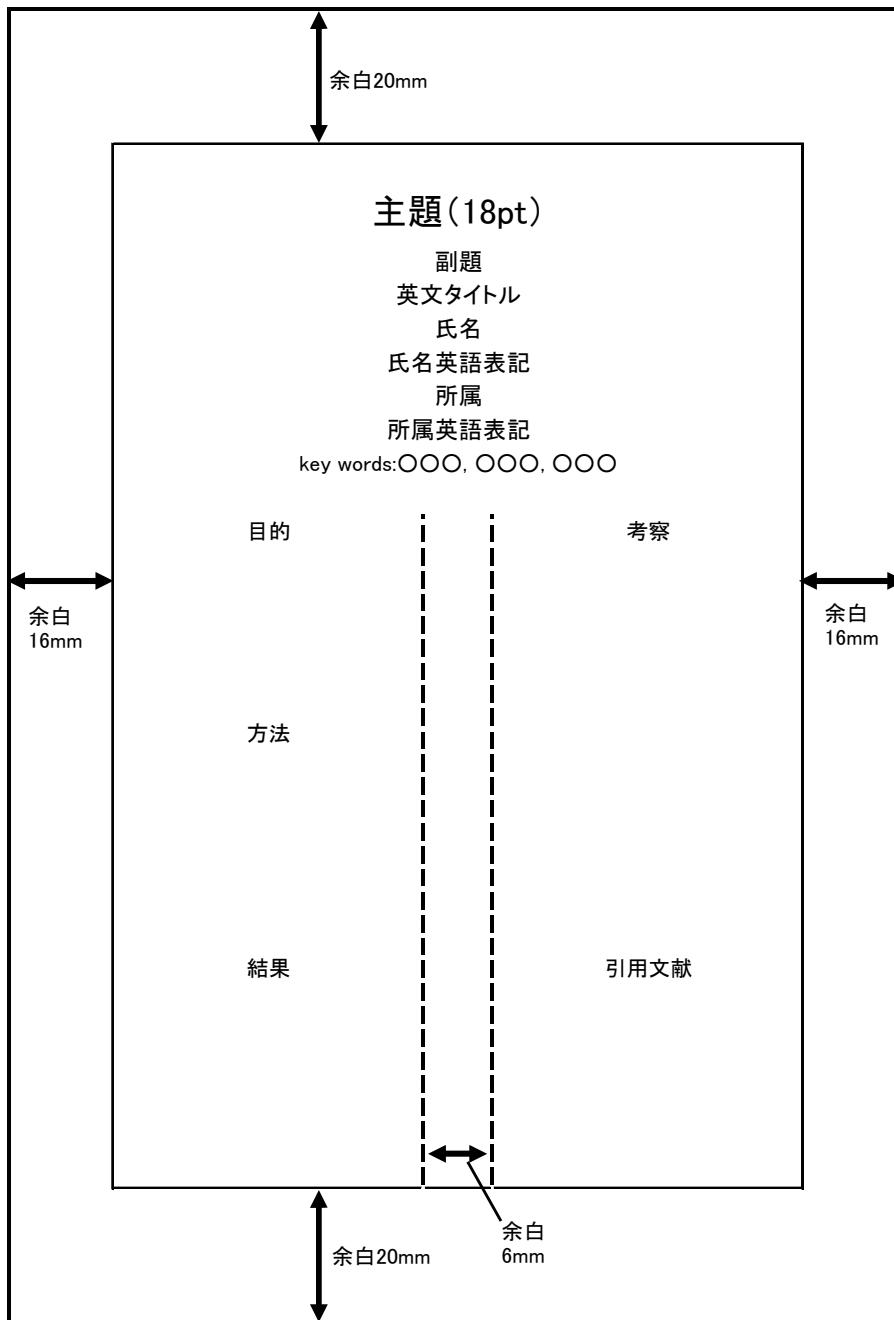 余白20mm
主題(18pt)
副題
英文タイトル
氏名
氏名英語表記
所属
所属英語表記
key words:〇〇〇, 〇〇〇, 〇〇〇
目的
考察
余白
16mm
余白
16mm
方法
結果
引用文献
余白20mm
余白
6mm